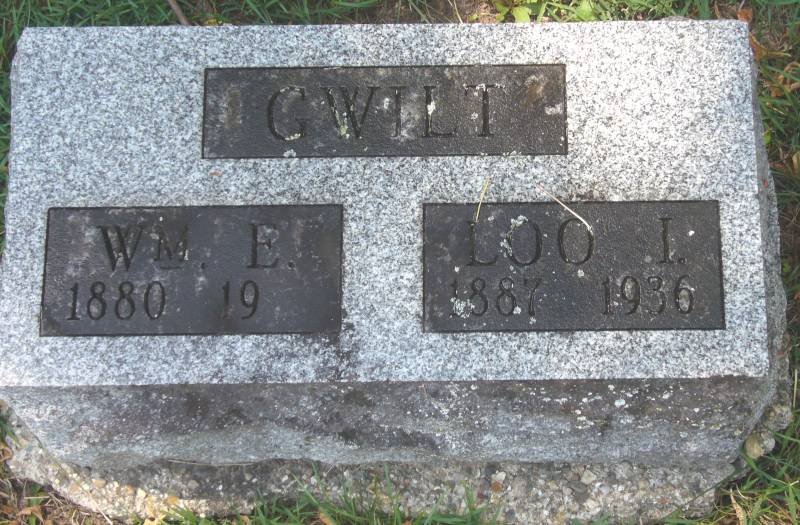 GWILT
WM. E.
1880 19
LOO I.
1887 1936